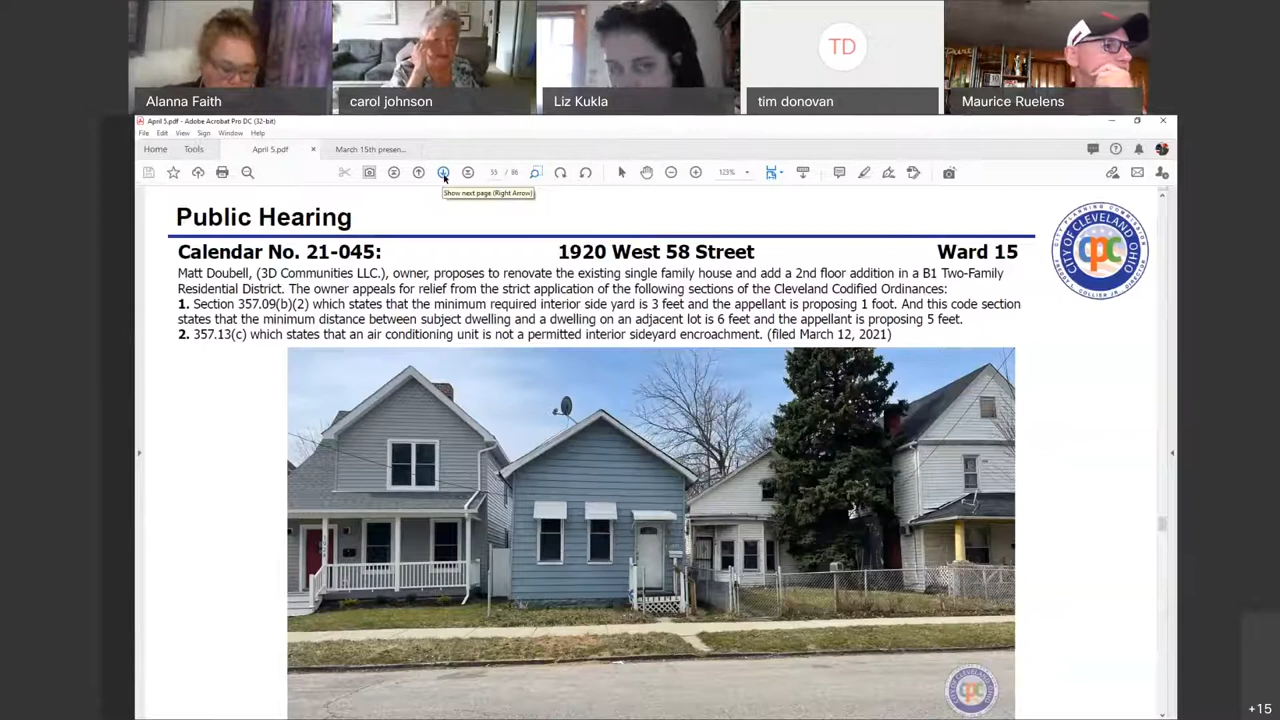 TD
Alanna Faith
carol johnson
Liz Kukla
tim donovan
Maurice Ruelens
April 5.pdf - Adobe Acrobat Pro DC (32-bit)
File Edit View Sign Window Help
Home Tools April 5.pdf × March 15th presen...
55 / 86 123%
Show next page (Right Arrow)
Public Hearing
Calendar No. 21-045: 1920 West 58 Street Ward 15
Matt Doubell, (3D Communities LLC.), owner, proposes to renovate the existing single family house and add a 2nd floor addition in a B1 Two-Family
Residential District. The owner appeals for relief from the strict application of the following sections of the Cleveland Codified Ordinances:
1. Section 357.09(b)(2) which states that the minimum required interior side yard is 3 feet and the appellant is propring 1 foot. And this code section
states that the minimum distance between subject dwelling and a dwelling on an adjacent lot is 6 feet and the appellant is proposing 5 feet.
2. 357.13(c) which states that an air conditioning unit is not a permitted interior sideyard encroachment. (filed March 12, 2021)
CITY PLANNING COMMISSION
CITY OF CLEVELAND, OHIO
cpc
cpc
+15